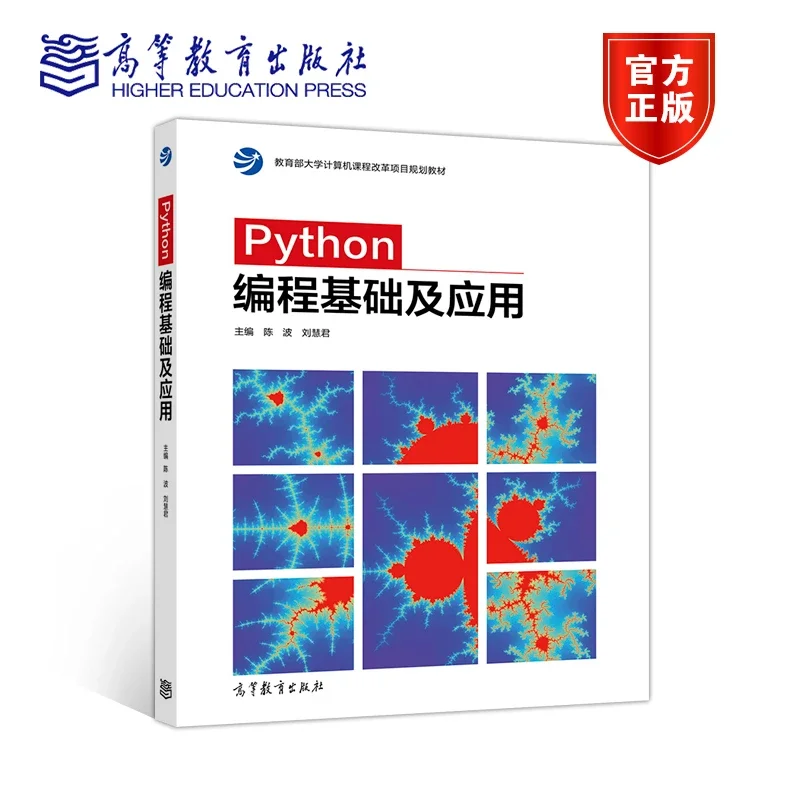 高等教育出版社
HIGHER EDUCATION PRESS
官方
正版
教育部大学计算机课程改革项目规划教材
Python
编程基础及应用
主编 陈 波 刘慧君
高等教育出版社
Python 编程基础及应用
主编 陈 波 刘慧君